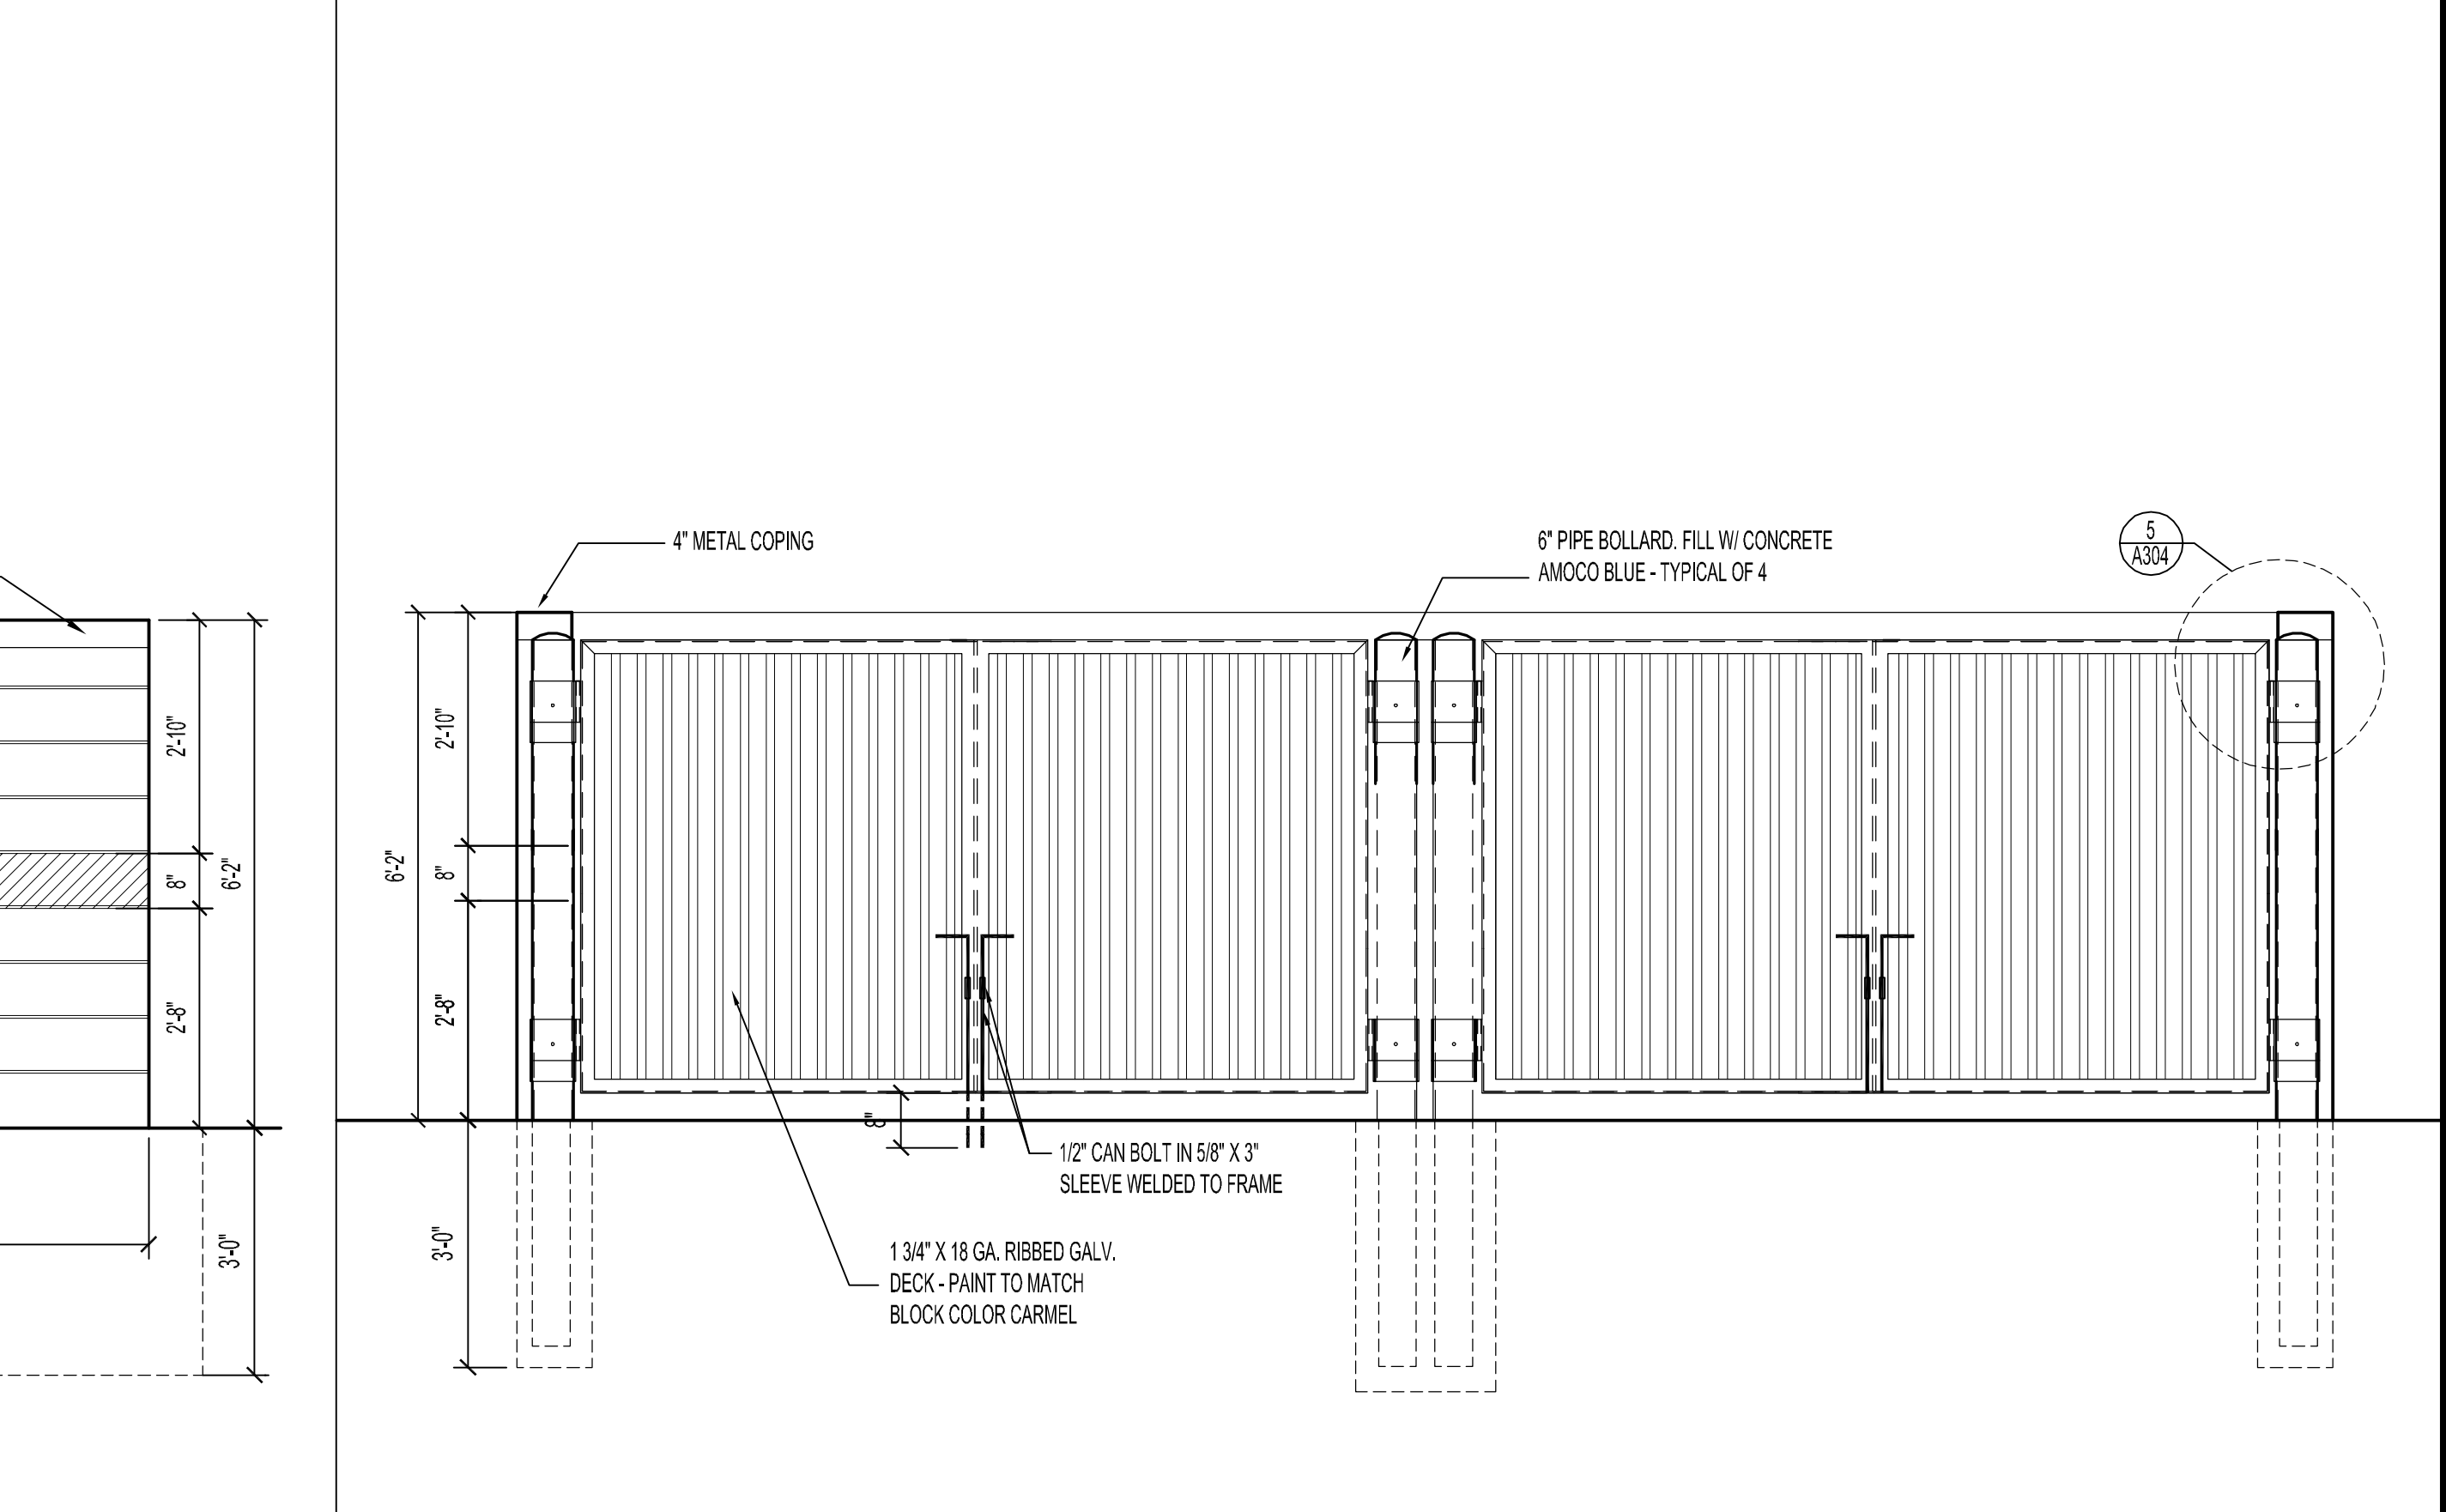 4" METAL COPING
6" PIPE BOLLARD. FILL W/ CONCRETE
AMOCO BLUE - TYPICAL OF 4
5
A304
2'-10"
8"
6'-2"
2'-8"
3'-0"
6'-2"
2'-10"
8"
2'-8"
3'-0"
8"
1/2" CAN BOLT IN 5/8" X 3"
SLEEVE WELDED TO FRAME
1 3/4" X 18 GA. RIBBED GALV.
DECK - PAINT TO MATCH
BLOCK COLOR CARMEL